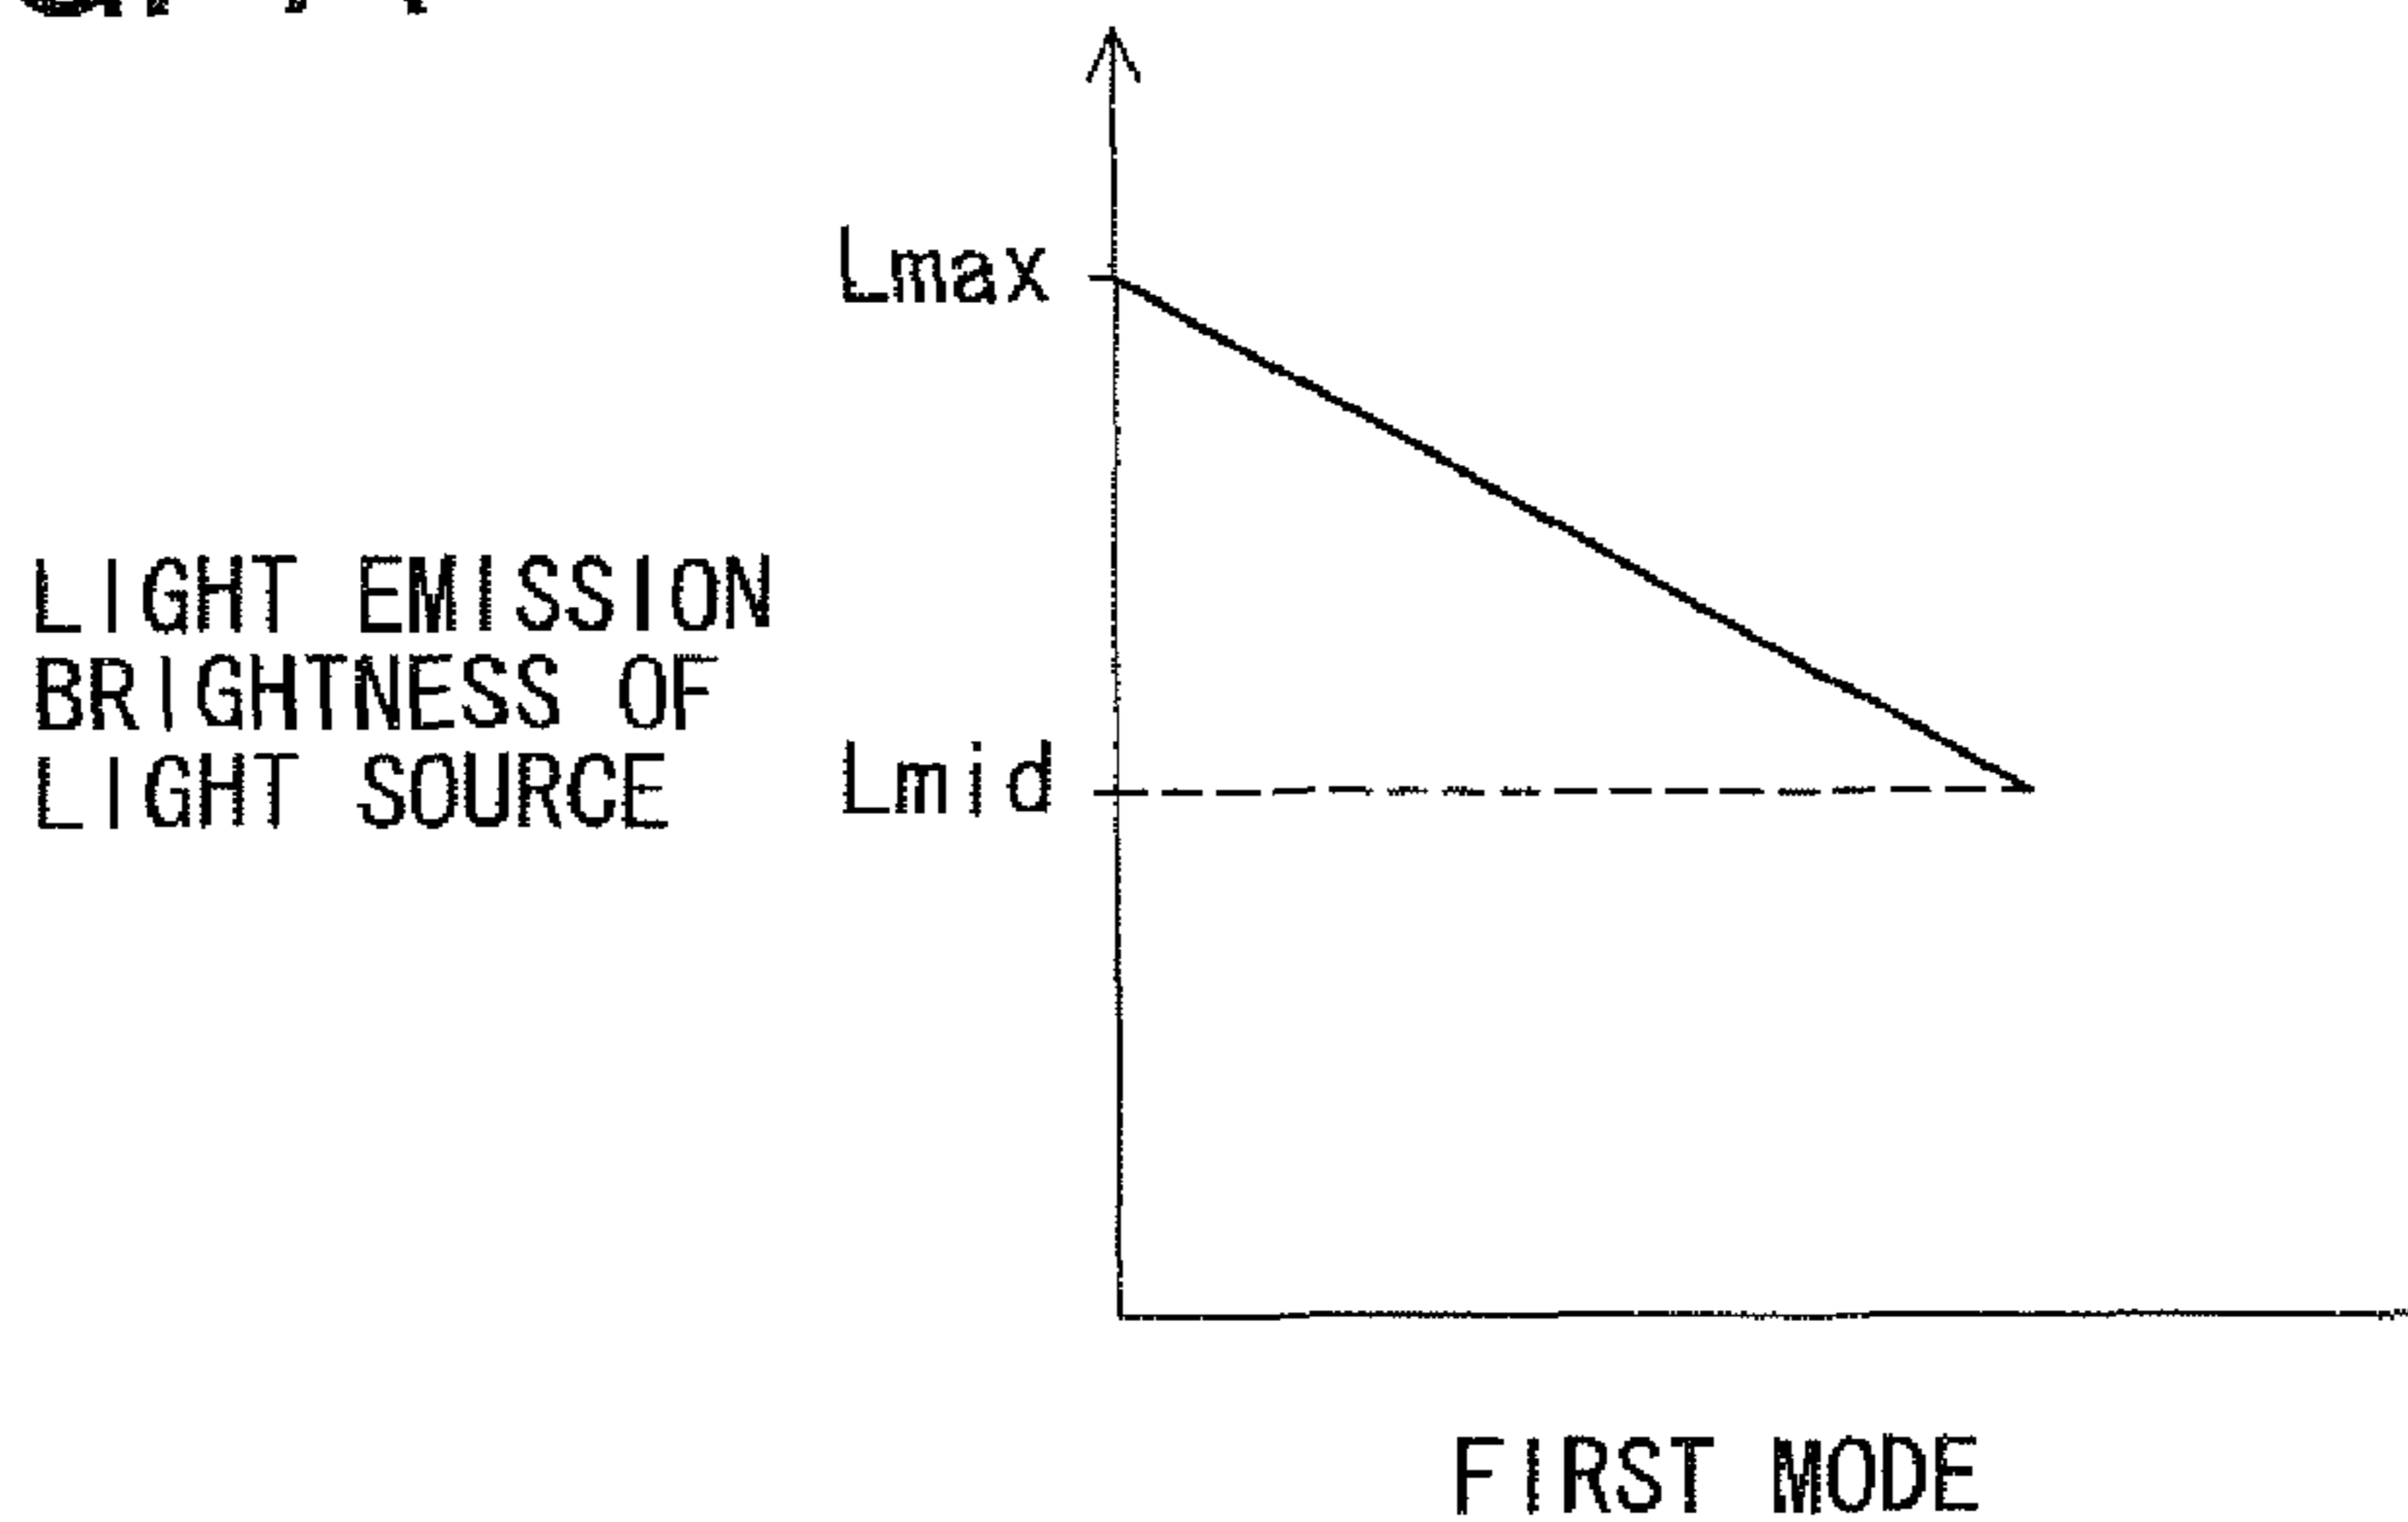 Lmax
LIGHT EMISSION
BRIGHTNESS OF
LIGHT SOURCE
Lmid
FIRST MODE